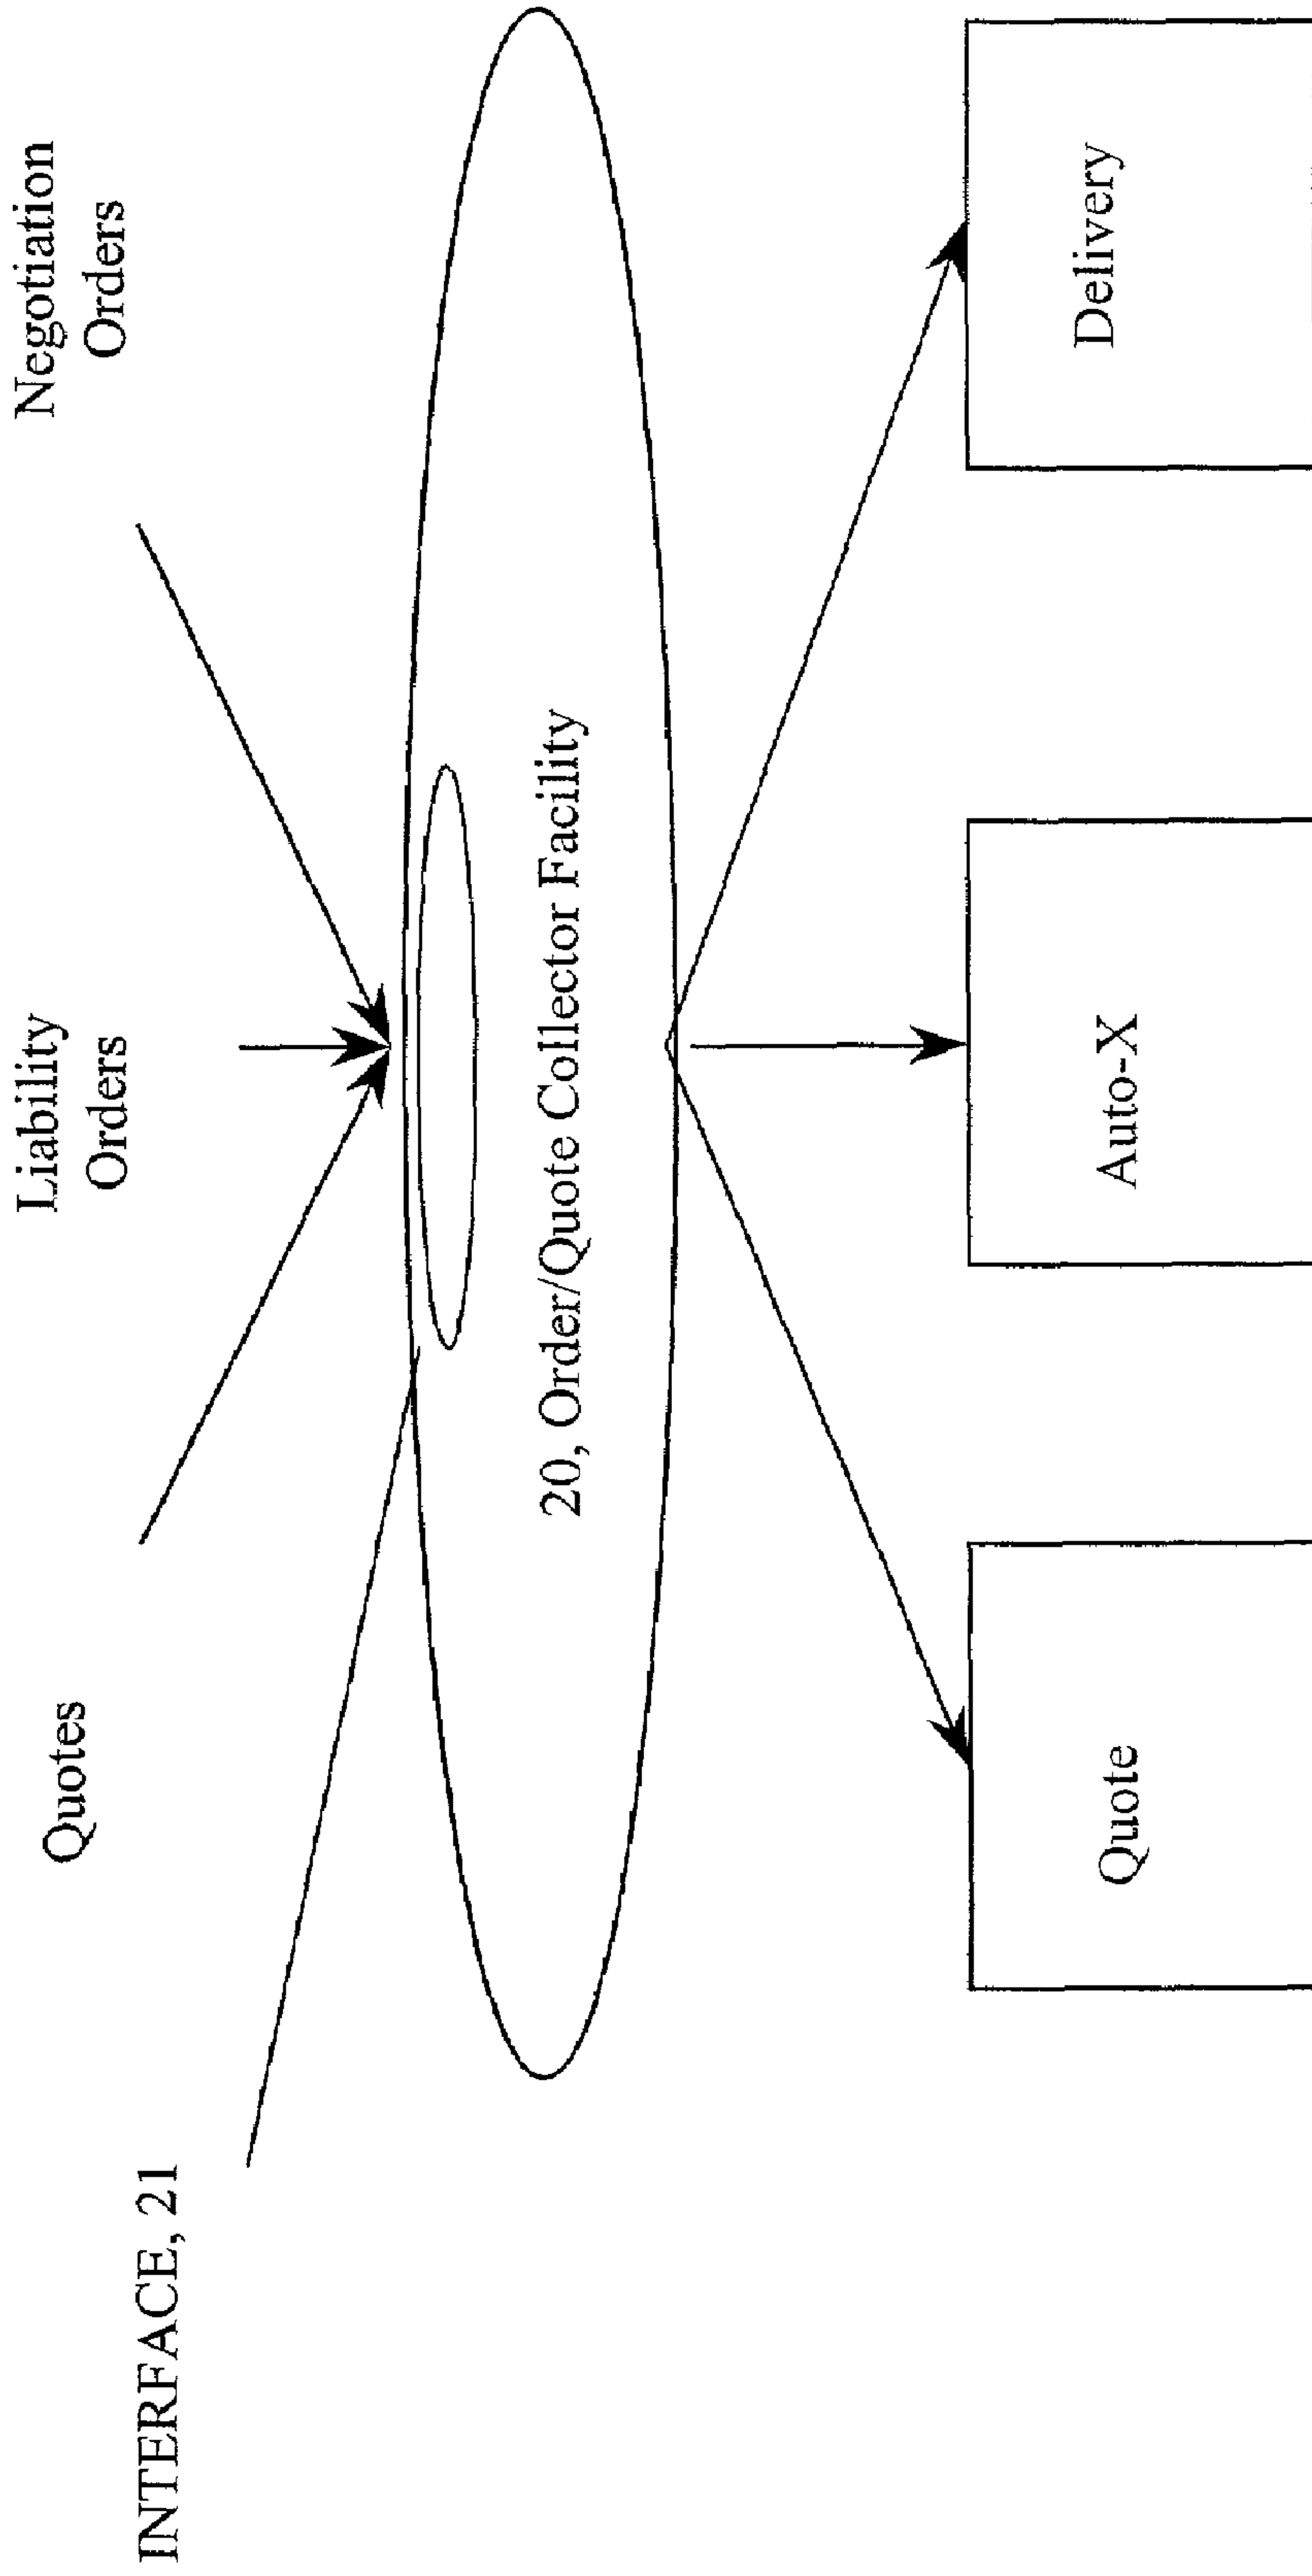 Quotes
Liability
Orders
Negotiation
Orders
INTERFACE, 21
20, Order/Quote Collector Facility
Quote
Auto-X
Delivery